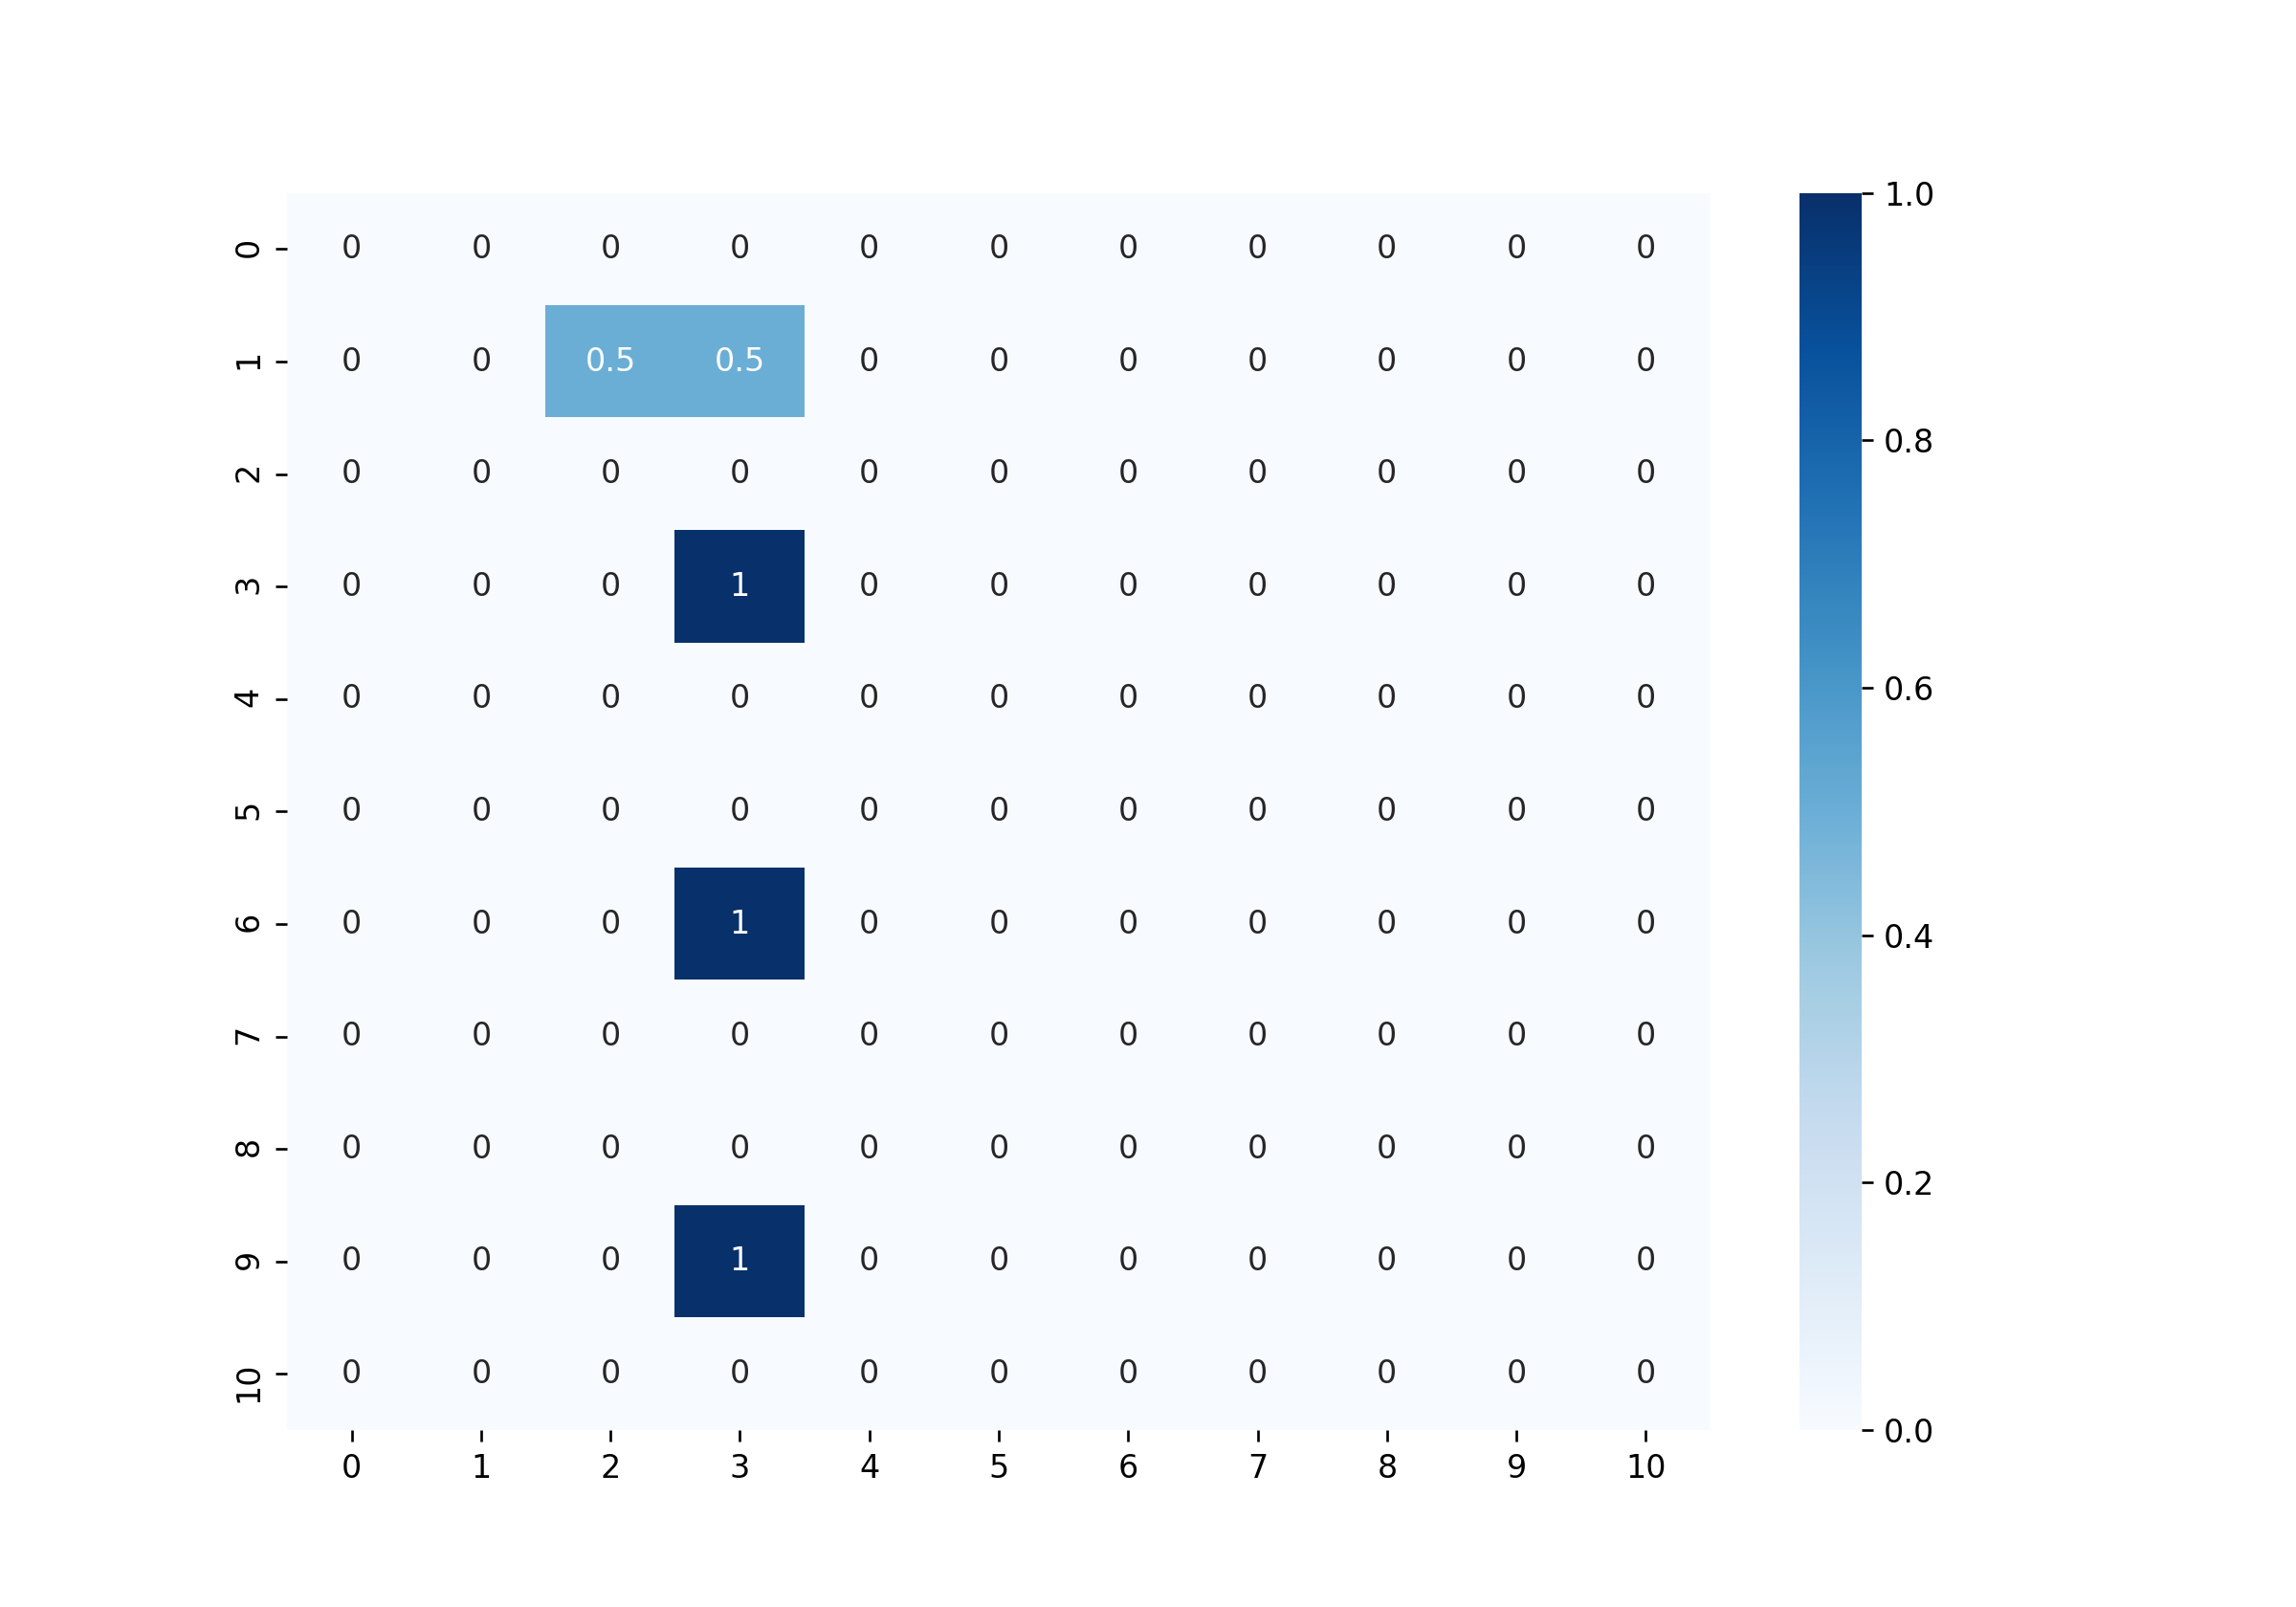 1.0
0 0 0 0 0 0 0 0 0 0 0 0
1 0 0 0.5 0.5 0 0 0 0 0 0 0
0.8
2 0 0 0 0 0 0 0 0 0 0 0
3 0 0 0 1 0 0 0 0 0 0 0
0.6
4 0 0 0 0 0 0 0 0 0 0 0
5 0 0 0 0 0 0 0 0 0 0 0
6 0 0 0 1 0 0 0 0 0 0 0
0.4
7 0 0 0 0 0 0 0 0 0 0 0
8 0 0 0 0 0 0 0 0 0 0 0
0.2
9 0 0 0 1 0 0 0 0 0 0 0
10 0 0 0 0 0 0 0 0 0 0 0
0.0
0 1 2 3 4 5 6 7 8 9 10